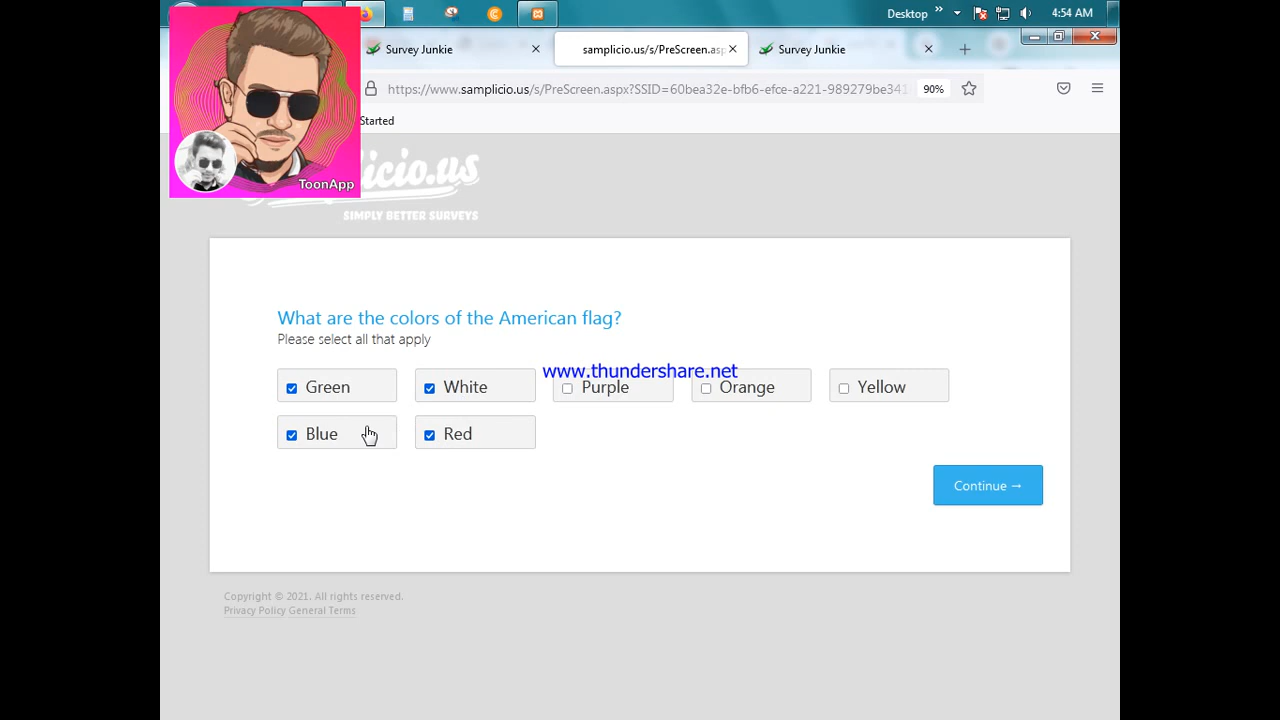 Desktop » 4:54 AM
Survey Junkie
samplicio.us/s/PreScreen.asp
Survey Junkie
https://www.samplicio.us/s/PreScreen.aspx?SSID=60bea32e-bfb6-efce-a221-989279be341
90%
Started
ToonApp
plicio.us
SIMPLY BETTER SURVEYS
What are the colors of the American flag?
Please select all that apply
www.thundershare.net
Green White Purple Orange Yellow
Blue Red
Continue →
Copyright © 2021. All rights reserved.
Privacy Policy General Terms